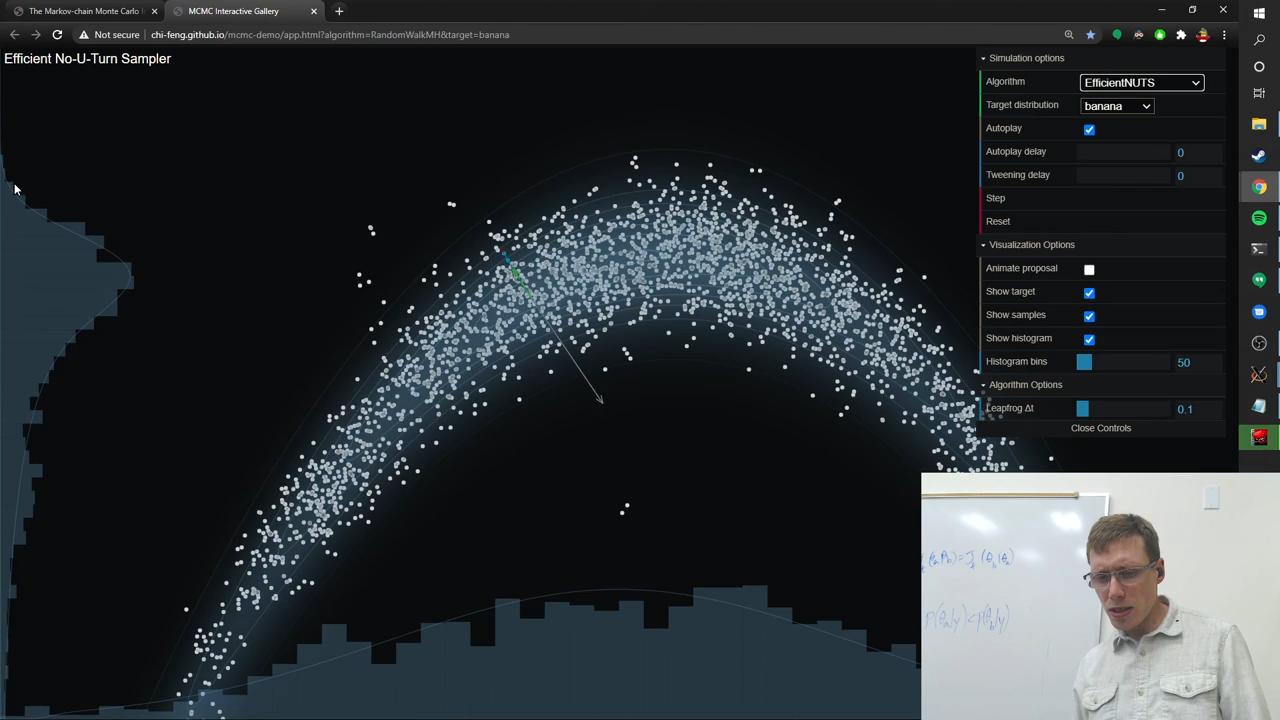 The Markov-chain Monte Carlo
MCMC Interactive Gallery
Not secure
chi-feng.github.io/mcmc-demo/app.html?algorithm=RandomWalkMH&target=banana
Efficient No-U-Turn Sampler
Simulation options
Algorithm EfficientNUTS
Target distribution banana
Autoplay
Autoplay delay 0
Tweening delay 0
Step
Reset
Visualization Options
Animate proposal
Show target
Show samples
Show histogram
Histogram bins 50
Algorithm Options
Leapfrog Δt 0.1
Close Controls
P(θa|y) < P(θb|y)